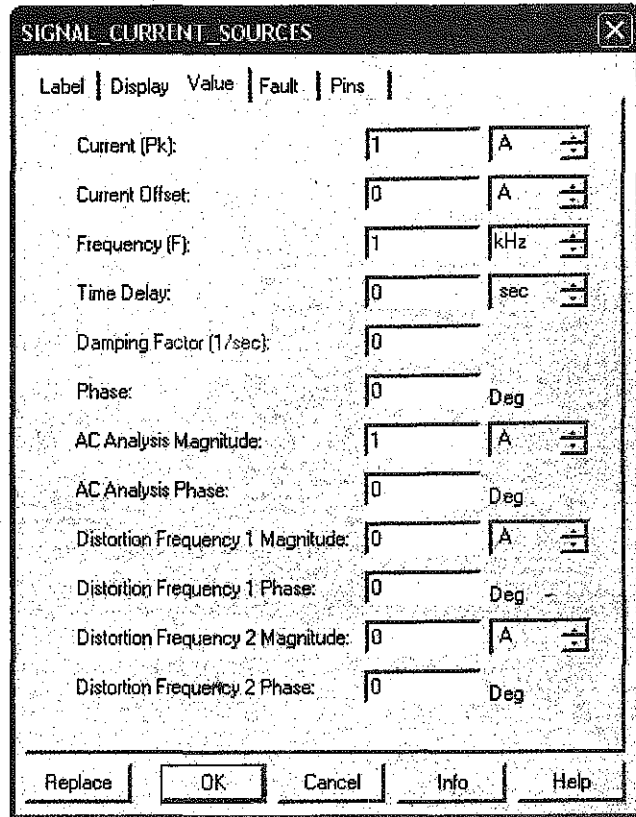 SIGNAL_CURRENT_SOURCES
Label Display Value Fault Pins
Current (Pk): 1 A
Current Offset: 0 A
Frequency (F): 1 kHz
Time Delay: 0 sec
Damping Factor (1/sec): 0
Phase: 0 Deg
AC Analysis Magnitude: 1 A
AC Analysis Phase: 0 Deg
Distortion Frequency 1 Magnitude: 0 A
Distortion Frequency 1 Phase: 0 Deg
Distortion Frequency 2 Magnitude: 0 A
Distortion Frequency 2 Phase: 0 Deg
Replace OK Cancel Info Help